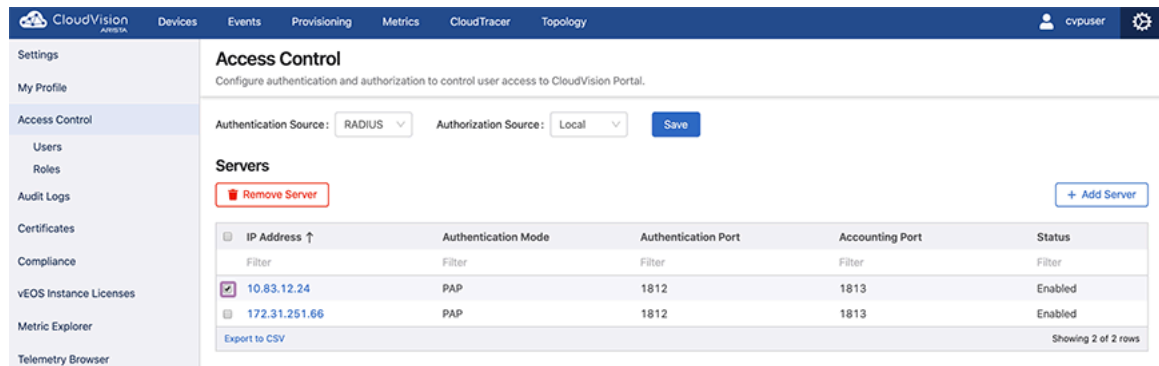 CloudVision Devices Events Provisioning Metrics CloudTracer Topology cvpuser
ARISTA
Settings
My Profile
Access Control
Users
Roles
Audit Logs
Certificates
Compliance
vEOS Instance Licenses
Metric Explorer
Telemetry Browser
Access Control
Configure authentication and authorization to control user access to CloudVision Portal.
Authentication Source: RADIUS Authorization Source: Local Save
Servers
Remove Server + Add Server
IP Address ↑ Authentication Mode Authentication Port Accounting Port Status
Filter Filter Filter Filter Filter
10.83.12.24 PAP 1812 1813 Enabled
172.31.251.66 PAP 1812 1813 Enabled
Export to CSV Showing 2 of 2 rows